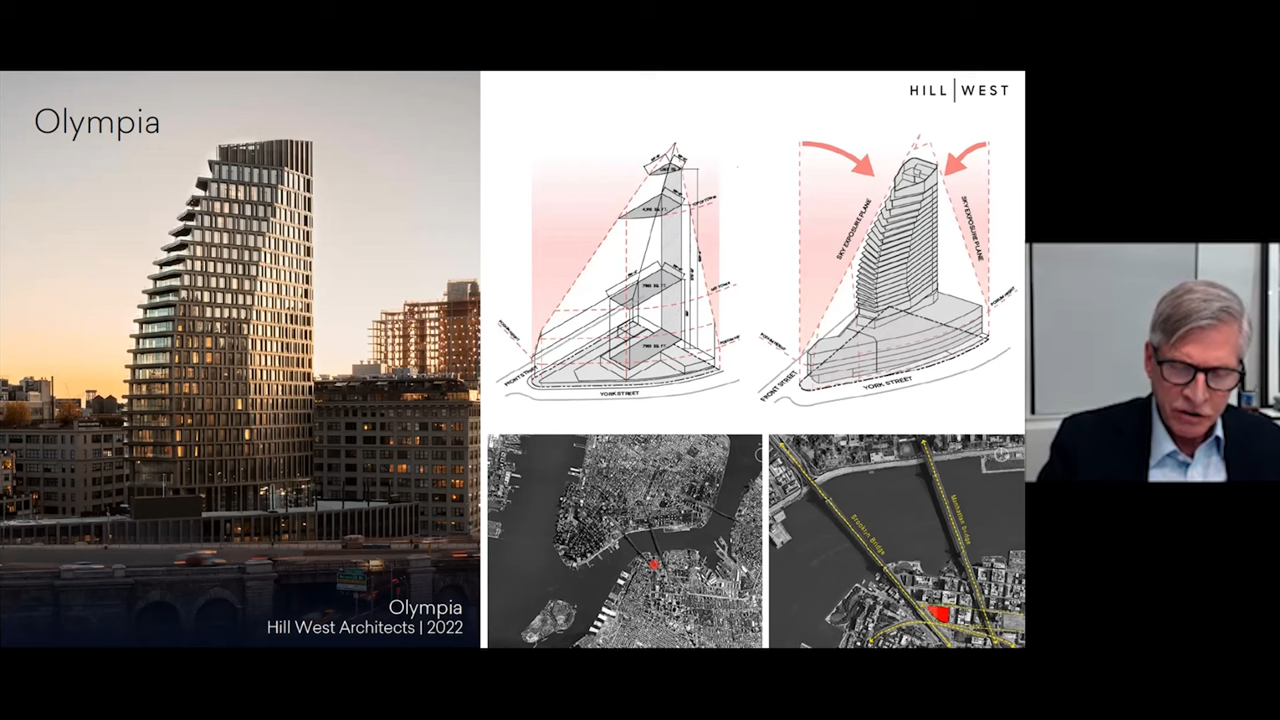 Olympia
HILL WEST
SKY EXPOSURE PLANE
SKY EXPOSURE PLANE
FRONT STREET
YORK STREET
FRONT STREET
YORK STREET
Brooklyn Bridge
Manhattan Bridge
Olympia
Hill West Architects | 2022